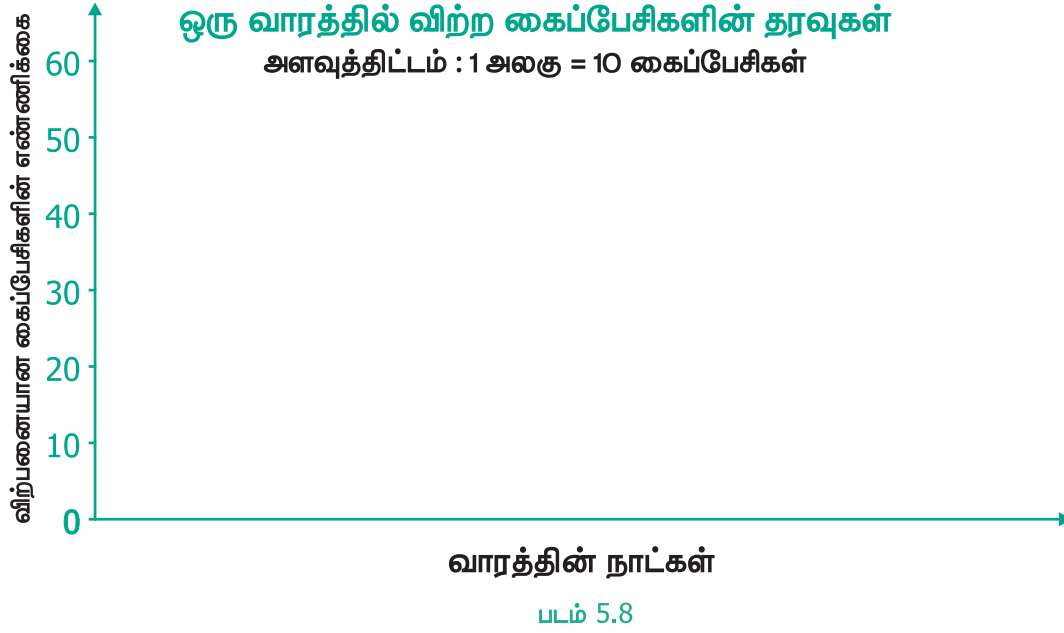 ஒரு வாரத்தில் விற்ற கைப்பேசிகளின் தரவுகள்
அளவுத்திட்டம் : 1 அலகு = 10 கைப்பேசிகள்
விற்பனையான கைப்பேசிகளின் எண்ணிக்கை
60
50
40
30
20
10
0
வாரத்தின் நாட்கள்
படம் 5.8